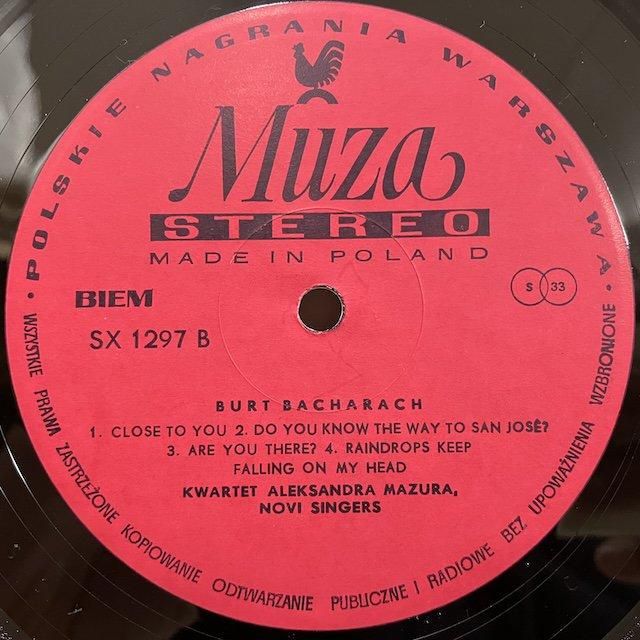 POLSKIE NAGRANIA WARSZAWA
Muza
STEREO
MADE IN POLAND
BIEM
S 33
SX 1297 B
BURT BACHARACH
1. CLOSE TO YOU 2. DO YOU KNOW THE WAY TO SAN JOSÊ?
3. ARE YOU THERE? 4. RAINDROPS KEEP
FALLING ON MY HEAD
KWARTET ALEKSANDRA MAZURA,
NOVI SINGERS
• WSZYSTKIE PRAWA ZASTRZEŻONE KOPIOWANIE ODTWARZANIE PUBLICZNE I RADIOWE BEZ UPOWAŻNIENIA WZBRONIONE •